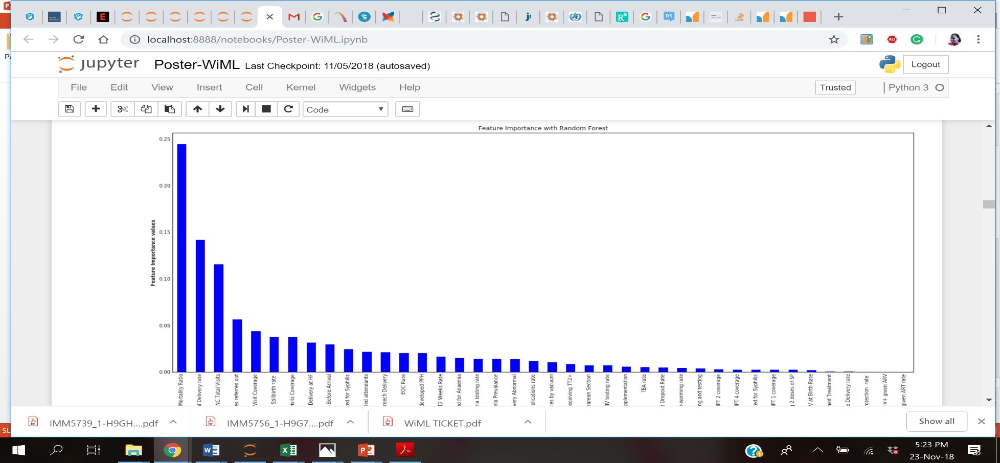 localhost:8888/notebooks/Poster-WiML.ipynb
jupyter Poster-WiML Last Checkpoint: 11/05/2018 (autosaved)
Logout
File Edit View Insert Cell Kernel Widgets Help
Trusted
Python 3
Code
Feature Importance with Random Forest
0.25
0.20
0.15
0.10
0.05
0.00
Feature Importance values
Mortality Ratio
l Delivery rate
NC Total Visits
es referred out
Visit Coverage
Stillbirth rate
isits Coverage
Delivery at HF
Before Arrival
ed for Syphilis
led attendants
reech Delivery
EOC Rate
developed PPH
12 Weeks Rate
d for Anaemia
ria testing rate
nia Prevalance
very Abnormal
plications rate
ies by vacuum
eceiving TT2+
sarean Section
IIV testing rate
pplementation
TBA rate
t Dropout Rate
e-worming rate
ng and testing
IPT 2 coverage
IPT 4 coverage
ed for Syphilis
IPT 1 coverage
g 2 doses of SP
V at Birth Rate
ned Treatment
e Delivery rate
otection rate
IV+ given ARV
given ART rate
IMM5739_1-H9GH....pdf
IMM5756_1-H9G7....pdf
WiML TICKET.pdf
Show all
SL
5:23 PM
23-Nov-18